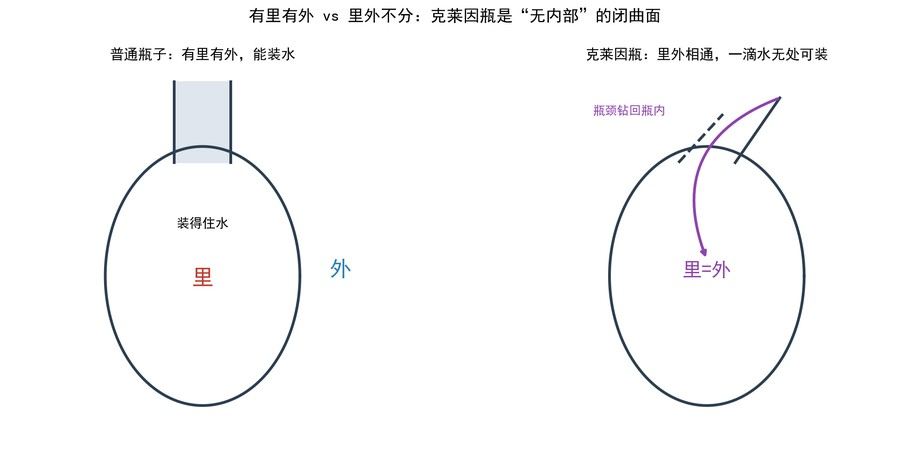 有里有外 vs 里外不分：克莱因瓶是“无内部”的闭曲面
普通瓶子：有里有外，能装水
装得住水
里
外
克莱因瓶：里外相通，一滴水无处可装
瓶颈钻回瓶内
里=外